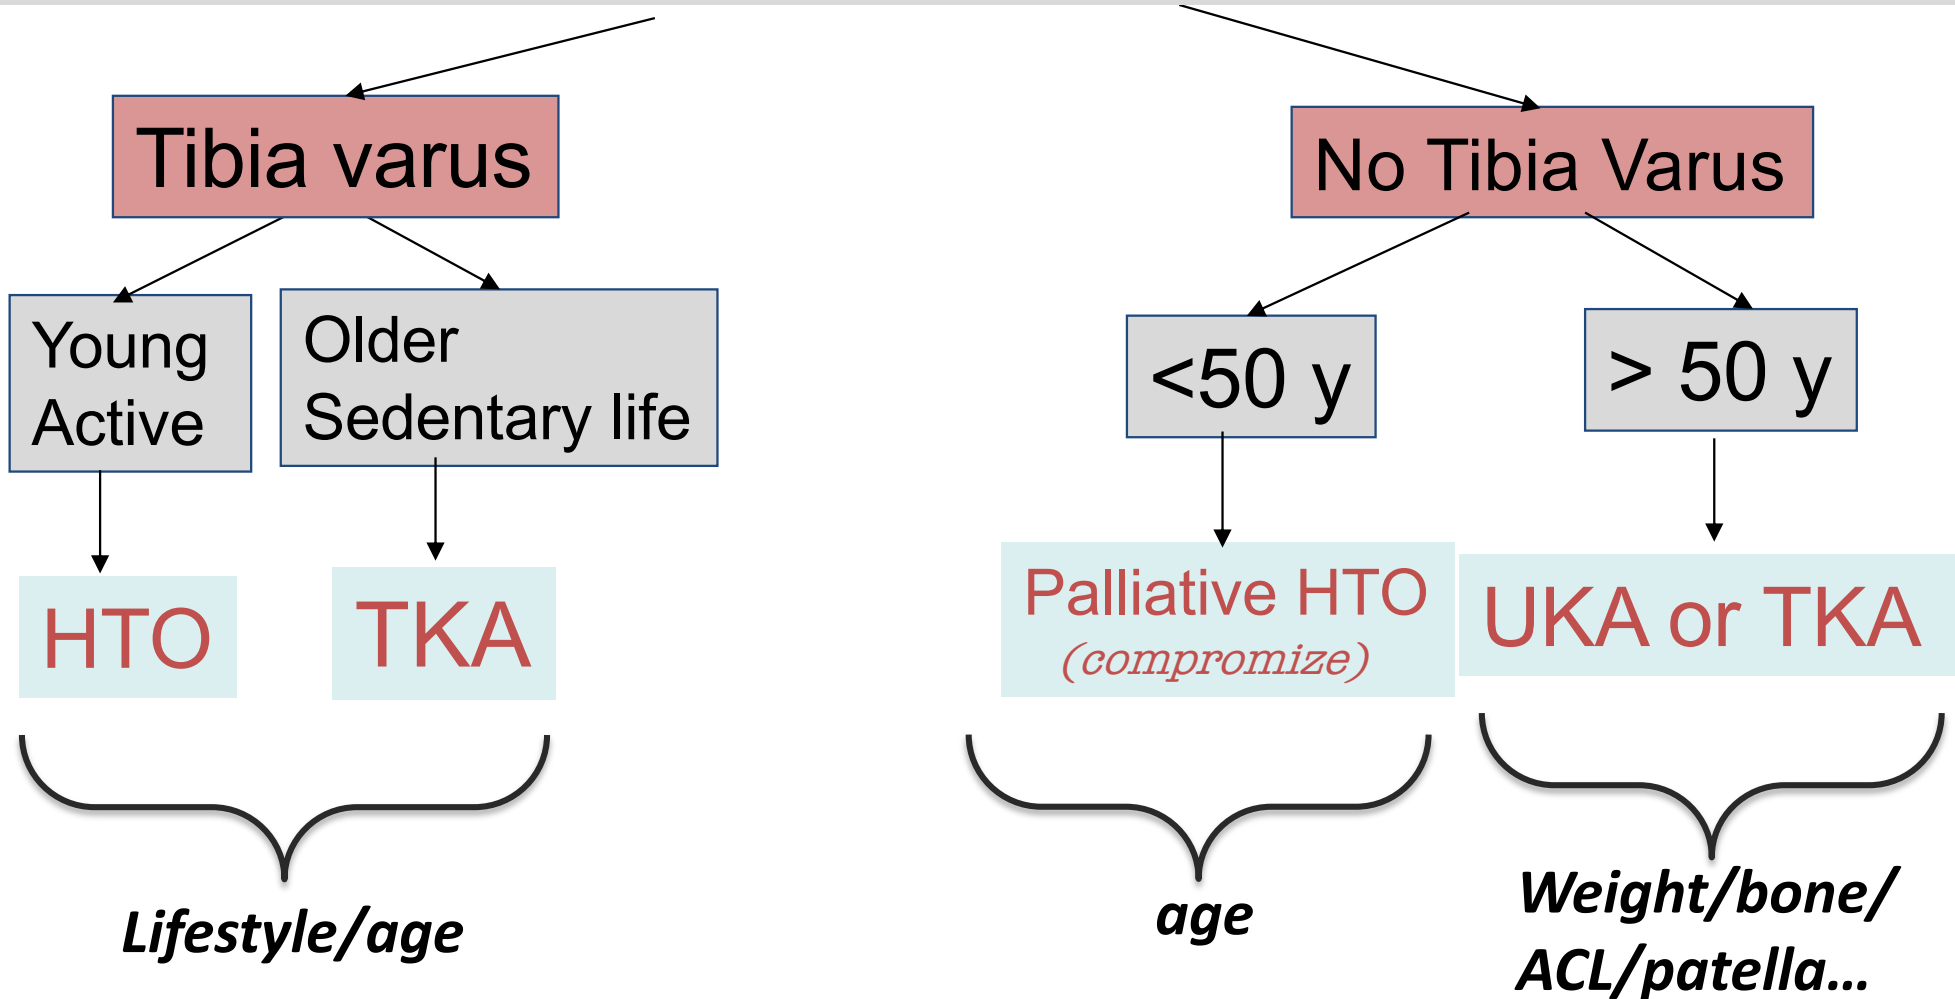 Tibia varus
No Tibia Varus
Young
Active
Older
Sedentary life
<50 y
> 50 y
HTO
TKA
Palliative HTO
(compromize)
UKA or TKA
Lifestyle/age
age
Weight/bone/
ACL/patella...